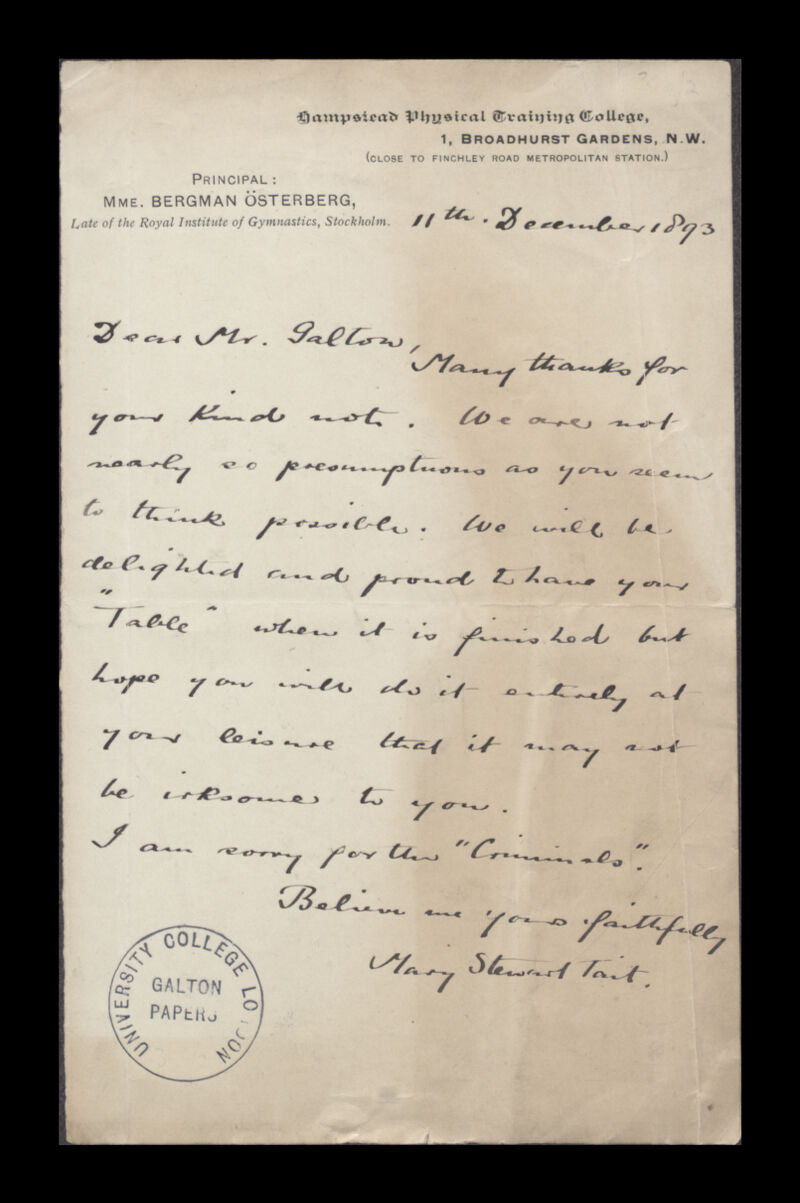 Hampstead Physical Training College,
1, BROADHURST GARDENS, N.W.
(CLOSE TO FINCHLEY ROAD METROPOLITAN STATION.)
PRINCIPAL:
MME. BERGMAN ÖSTERBERG,
Late of the Royal Institute of Gymnastics, Stockholm.
11th. December 1893
Dear Mr. Galton,
Many thanks for
your kind note. We are not
nearly so presumptuous as you seem
to think possible. We will be
delighted and proud to have your
"Table" when it is finished but
hope you will do it entirely at
your leisure that it may not
be irksome to you.
I am sorry for the "Criminals".
Believe me yours faithfully
Mary Stewart Tait.
UNIVERSITY COLLEGE LONDON
GALTON
PAPERS